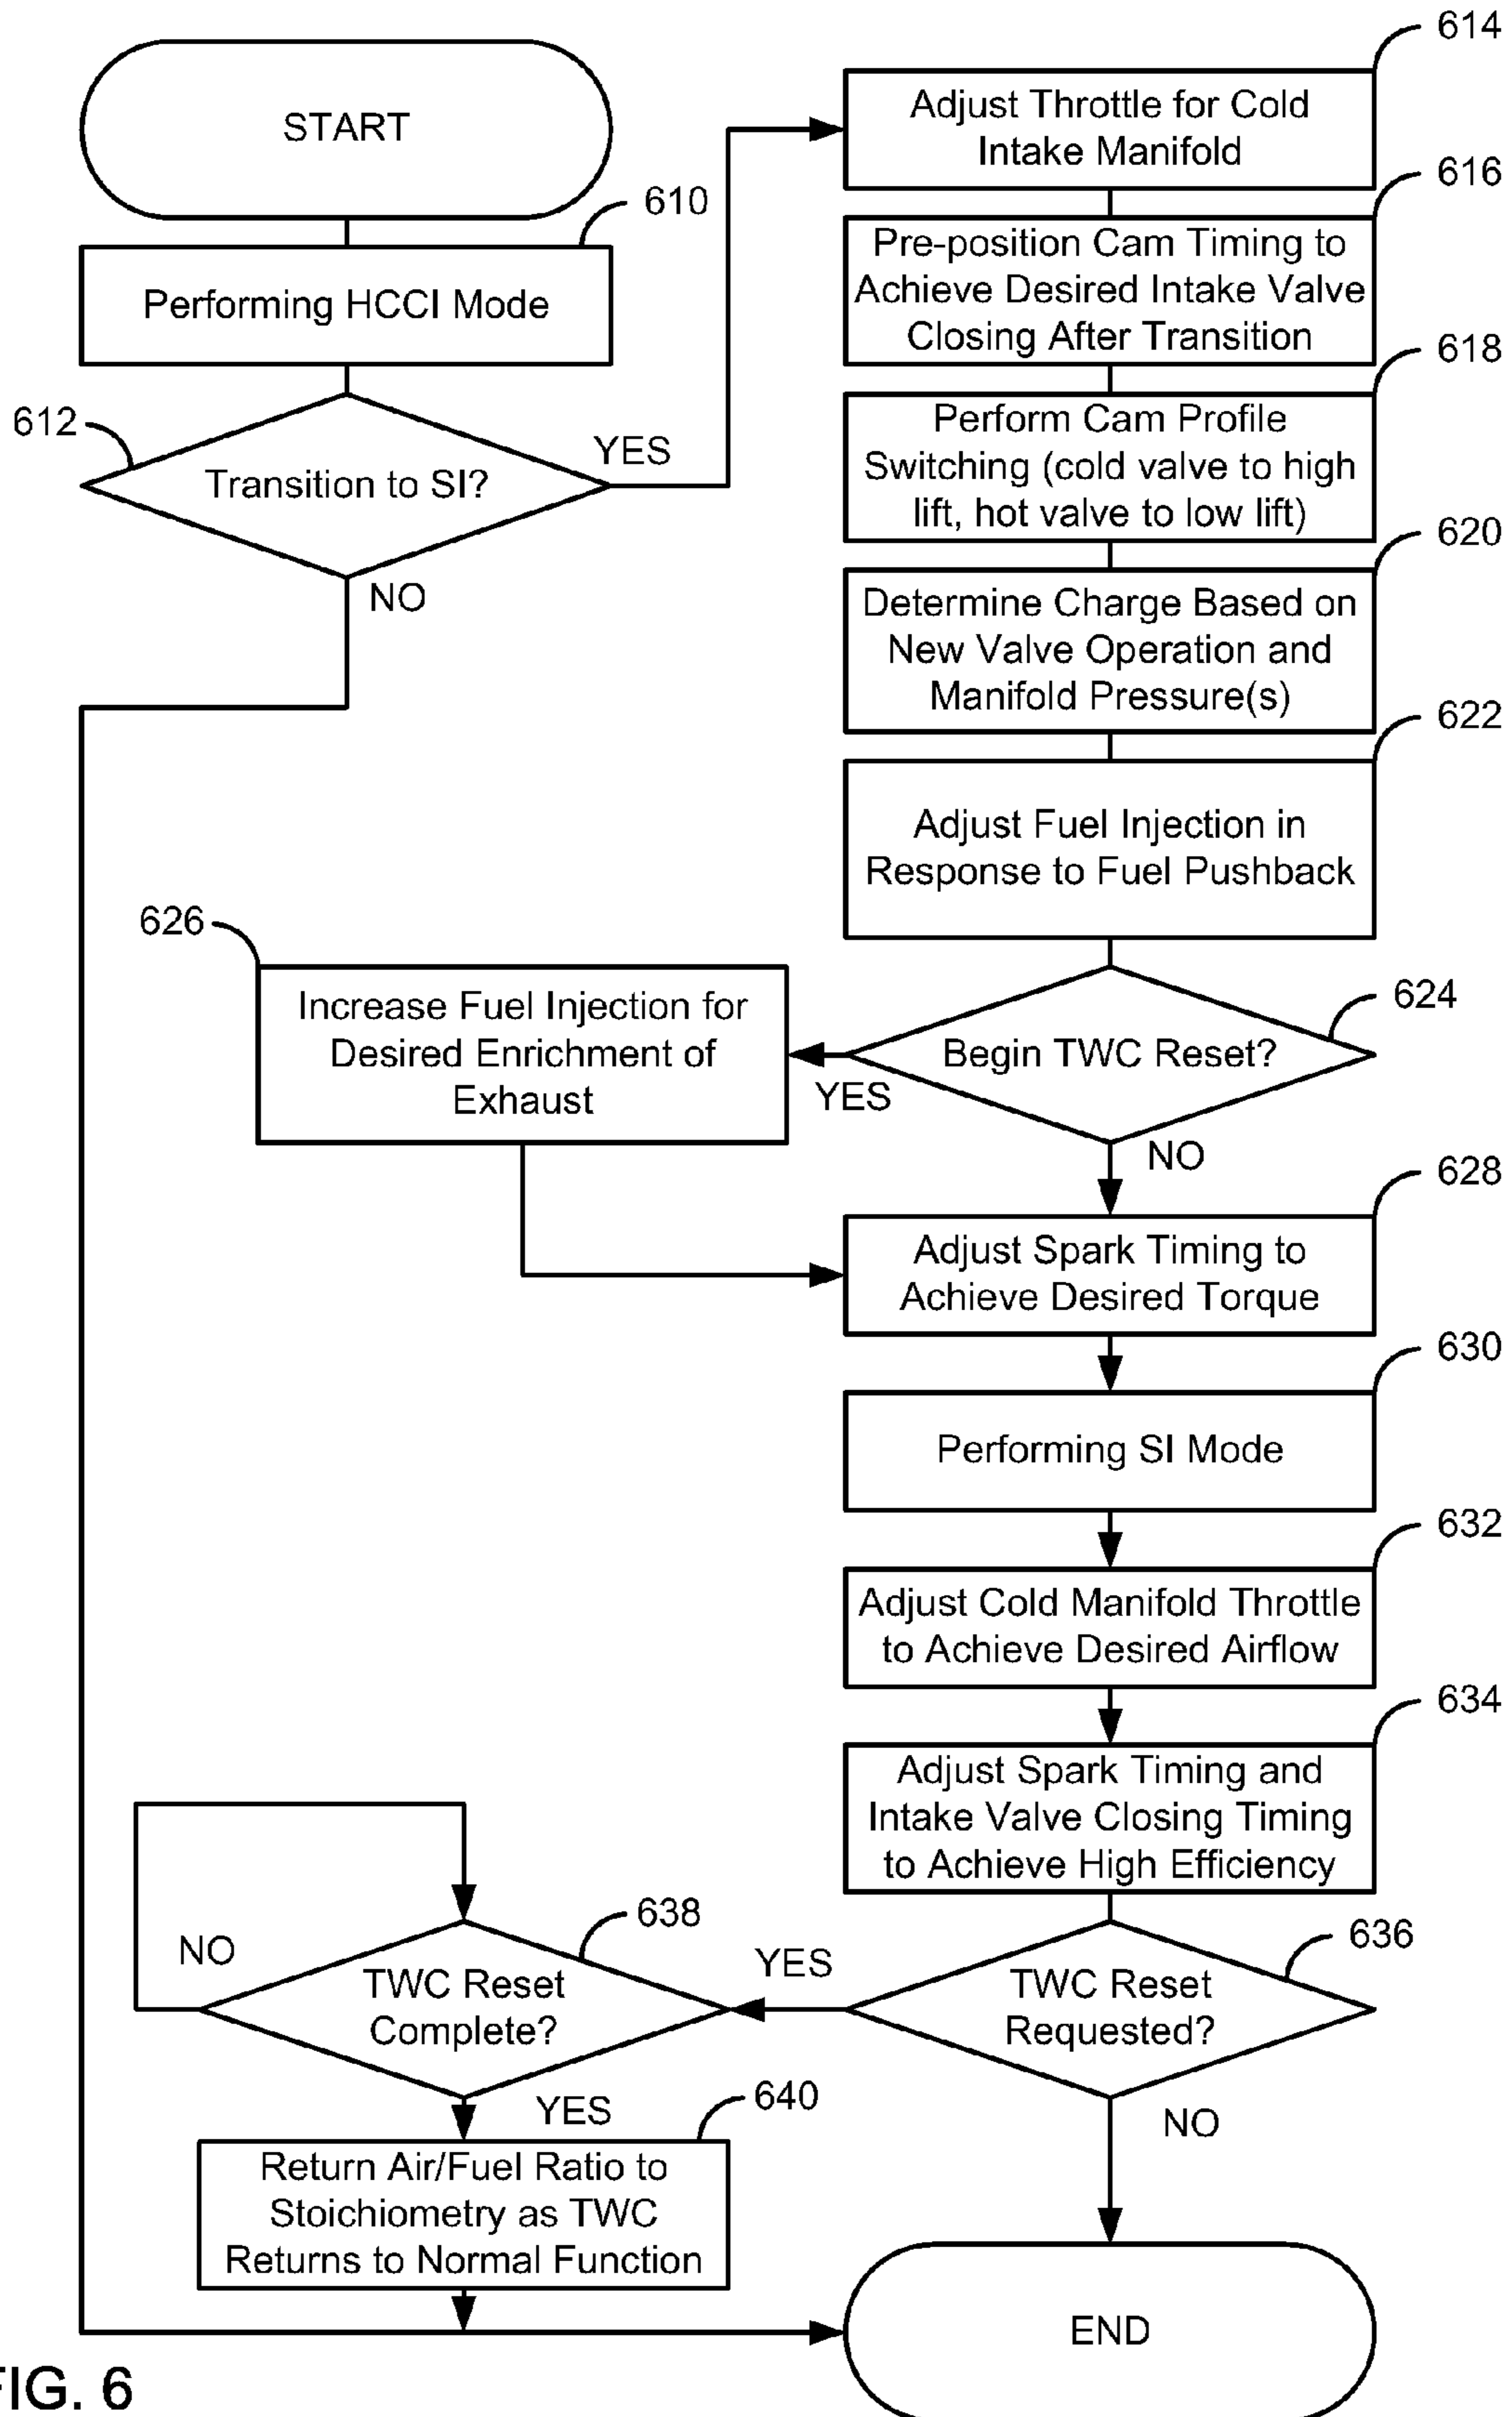 START
610
Performing HCCI Mode
612
Transition to SI?
YES
NO
614
Adjust Throttle for Cold
Intake Manifold
616
Pre-position Cam Timing to
Achieve Desired Intake Valve
Closing After Transition
618
Perform Cam Profile
Switching (cold valve to high
lift, hot valve to low lift)
620
Determine Charge Based on
New Valve Operation and
Manifold Pressure(s)
622
Adjust Fuel Injection in
Response to Fuel Pushback
624
Begin TWC Reset?
YES
NO
626
Increase Fuel Injection for
Desired Enrichment of
Exhaust
628
Adjust Spark Timing to
Achieve Desired Torque
630
Performing SI Mode
632
Adjust Cold Manifold Throttle
to Achieve Desired Airflow
634
Adjust Spark Timing and
Intake Valve Closing Timing
to Achieve High Efficiency
636
TWC Reset
Requested?
YES
NO
638
TWC Reset
Complete?
NO
YES
640
Return Air/Fuel Ratio to
Stoichiometry as TWC
Returns to Normal Function
END
FIG. 6